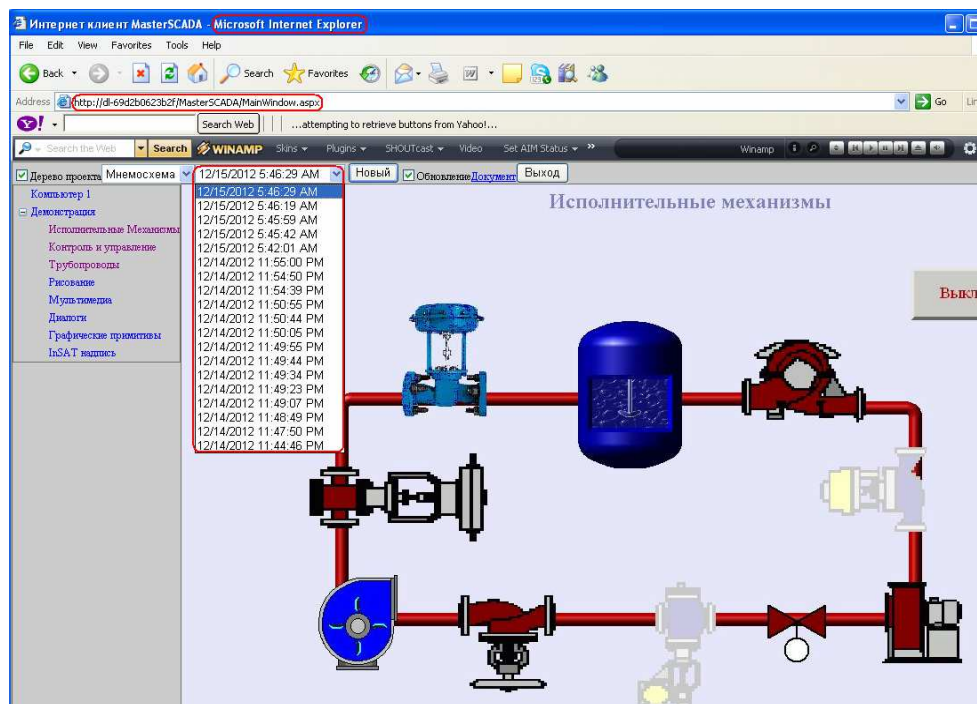 Интернет клиент MasterSCADA - Microsoft Internet Explorer
File Edit View Favorites Tools Help
Back Search Favorites
Address http://dl-69d2b0623b2f/MasterSCADA/MainWindow.aspx Go Lin
Y! Search Web ...attempting to retrieve buttons from Yahoo!...
Search the Web Search WINAMP Skins Plugins SHOUTcast Video Set AIM Status » Winamp
Дерево проекта Мнемосхема 12/15/2012 5:46:29 AM Новый Обновление Документ Выход
Компьютер 1
Демонстрация
Исполнительные Механизмы
Контроль и управление
Трубопроводы
Рисование
Мультимедиа
Диалоги
Графические примитивы
InSAT надпись
12/15/2012 5:46:29 AM
12/15/2012 5:46:19 AM
12/15/2012 5:45:59 AM
12/15/2012 5:45:42 AM
12/15/2012 5:42:01 AM
12/14/2012 11:55:00 PM
12/14/2012 11:54:50 PM
12/14/2012 11:54:39 PM
12/14/2012 11:50:55 PM
12/14/2012 11:50:44 PM
12/14/2012 11:50:05 PM
12/14/2012 11:49:55 PM
12/14/2012 11:49:44 PM
12/14/2012 11:49:34 PM
12/14/2012 11:49:23 PM
12/14/2012 11:49:07 PM
12/14/2012 11:48:49 PM
12/14/2012 11:47:50 PM
12/14/2012 11:44:46 PM
Исполнительные механизмы
Выкл